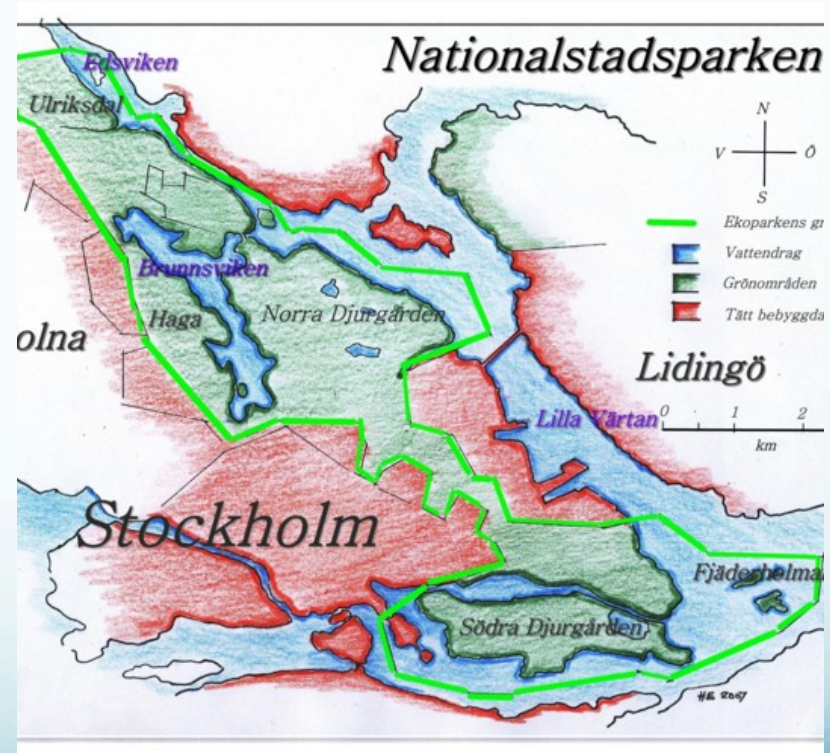 Nationalstadsparken
Edsviken
Ulriksdal
N
V Ö
S
Ekoparkens gr
Vattendrag
Grönområden
Tätt bebyggda
Brunnsviken
Haga
Norra Djurgården
olna
Lidingö
Lilla Värtan
0 1 2
km
Stockholm
Fjäderholma
Södra Djurgården
HE 2007